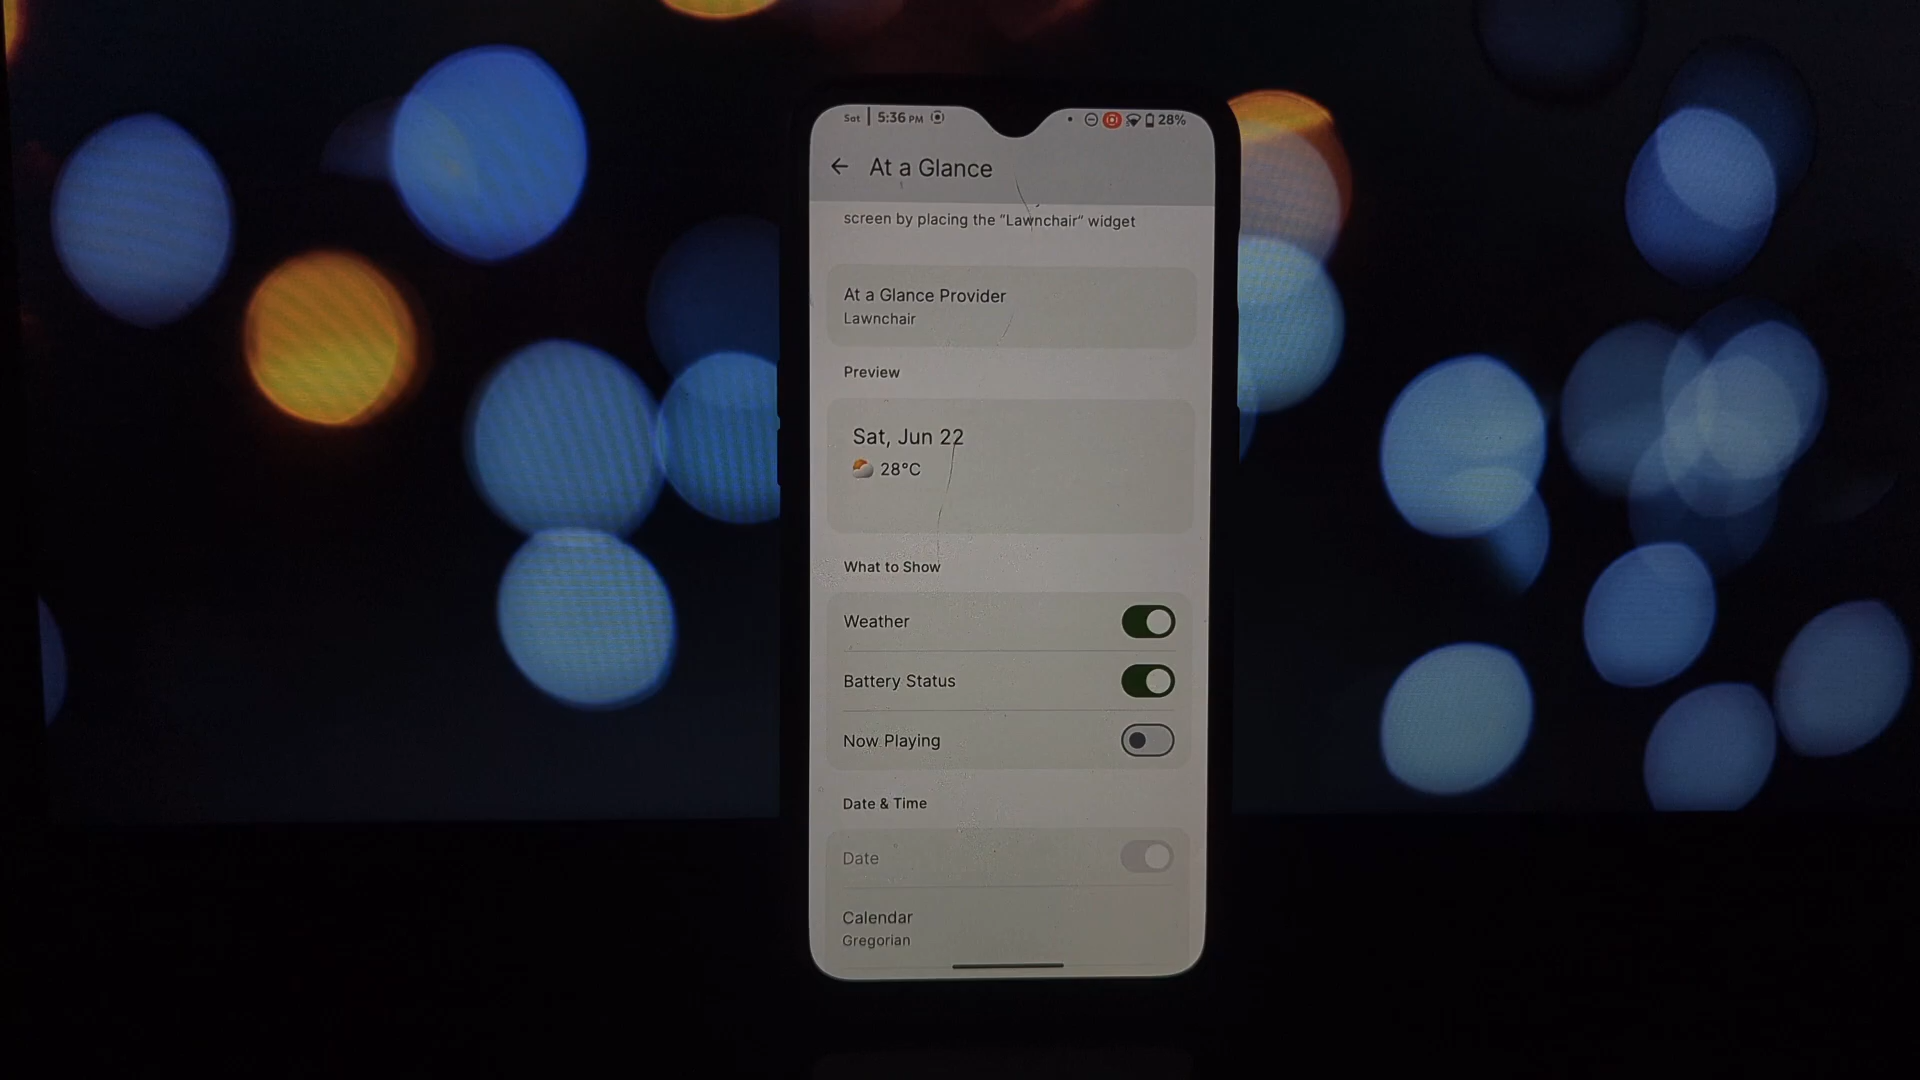 Sat | 5:36 PM 28%
At a Glance
screen by placing the “Lawnchair” widget
At a Glance Provider
Lawnchair
Preview
Sat, Jun 22
28°C
What to Show
Weather
Battery Status
Now Playing
Date & Time
Date
Calendar
Gregorian